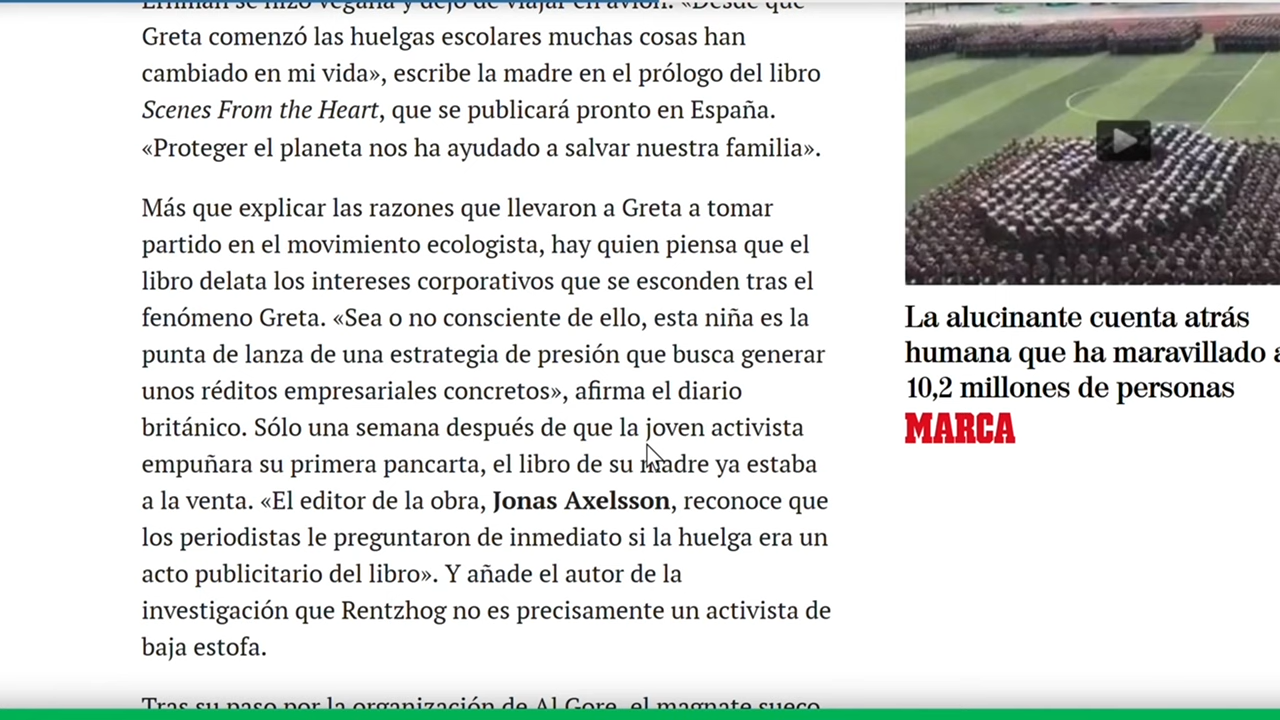 Ernman se hizo vegana y dejó de viajar en avión. «Desde que
Greta comenzó las huelgas escolares muchas cosas han
cambiado en mi vida», escribe la madre en el prólogo del libro
Scenes From the Heart, que se publicará pronto en España.
«Proteger el planeta nos ha ayudado a salvar nuestra familia».
Más que explicar las razones que llevaron a Greta a tomar
partido en el movimiento ecologista, hay quien piensa que el
libro delata los intereses corporativos que se esconden tras el
fenómeno Greta. «Sea o no consciente de ello, esta niña es la
punta de lanza de una estrategia de presión que busca generar
unos réditos empresariales concretos», afirma el diario
británico. Sólo una semana después de que la joven activista
empuñara su primera pancarta, el libro de su madre ya estaba
a la venta. «El editor de la obra, Jonas Axelsson, reconoce que
los periodistas le preguntaron de inmediato si la huelga era un
acto publicitario del libro». Y añade el autor de la
investigación que Rentzhog no es precisamente un activista de
baja estofa.
Tras su paso por la organización de Al Gore, el magnate sueco
La alucinante cuenta atrás
humana que ha maravillado a
10,2 millones de personas
MARCA